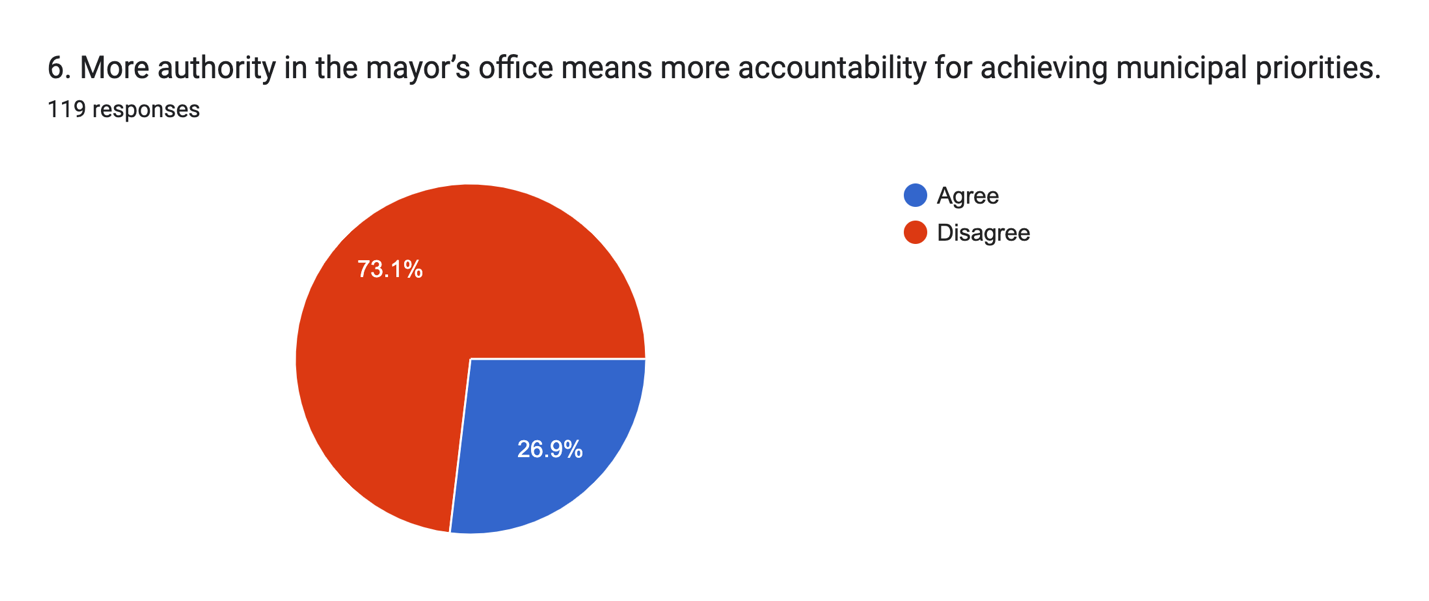 6. More authority in the mayor’s office means more accountability for achieving municipal priorities.
119 responses
Agree
Disagree
73.1%
26.9%